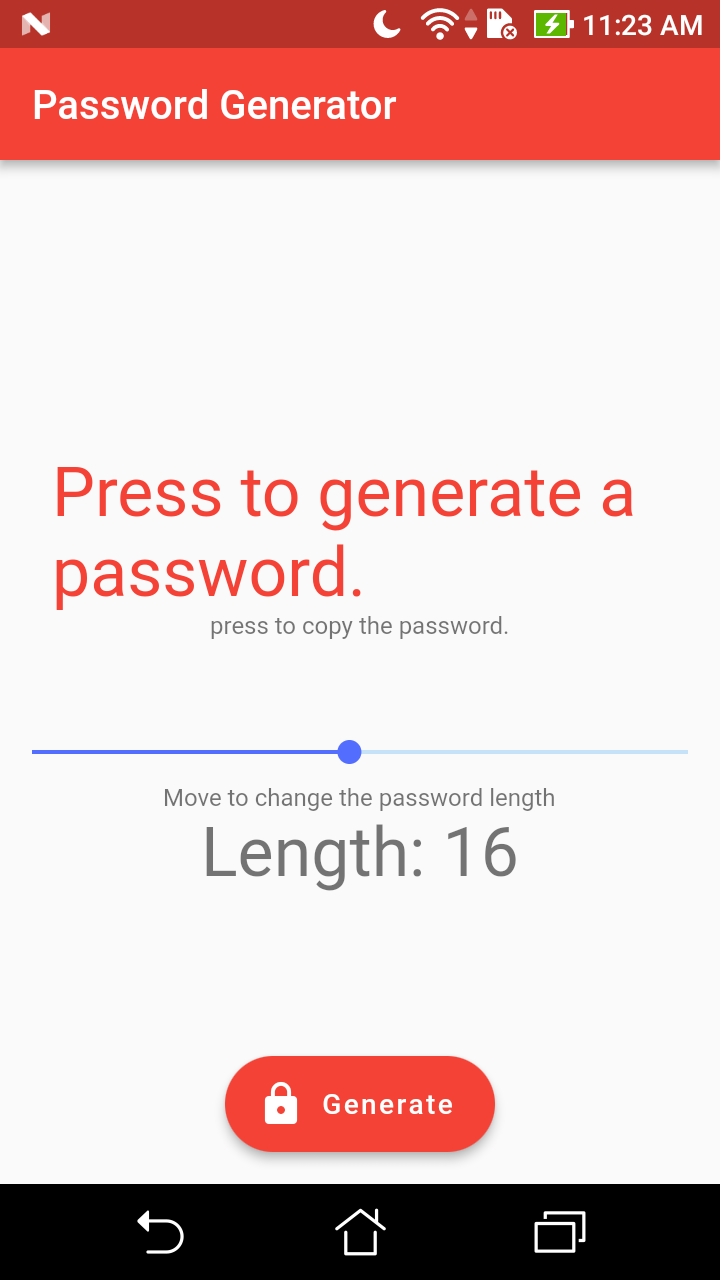 11:23 AM
Password Generator
Press to generate a
password.
press to copy the password.
Move to change the password length
Length: 16
Generate